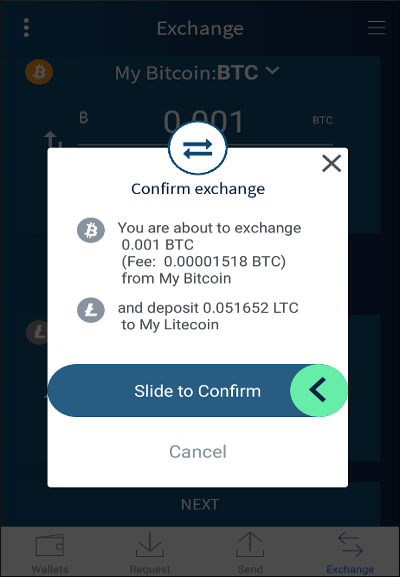 Exchange
My Bitcoin:BTC
฿ 0.001 BTC
Confirm exchange
You are about to exchange
0.001 BTC
(Fee: 0.00001518 BTC)
from My Bitcoin
and deposit 0.051652 LTC
to My Litecoin
Slide to Confirm
Cancel
NEXT
Wallets Request Send Exchange